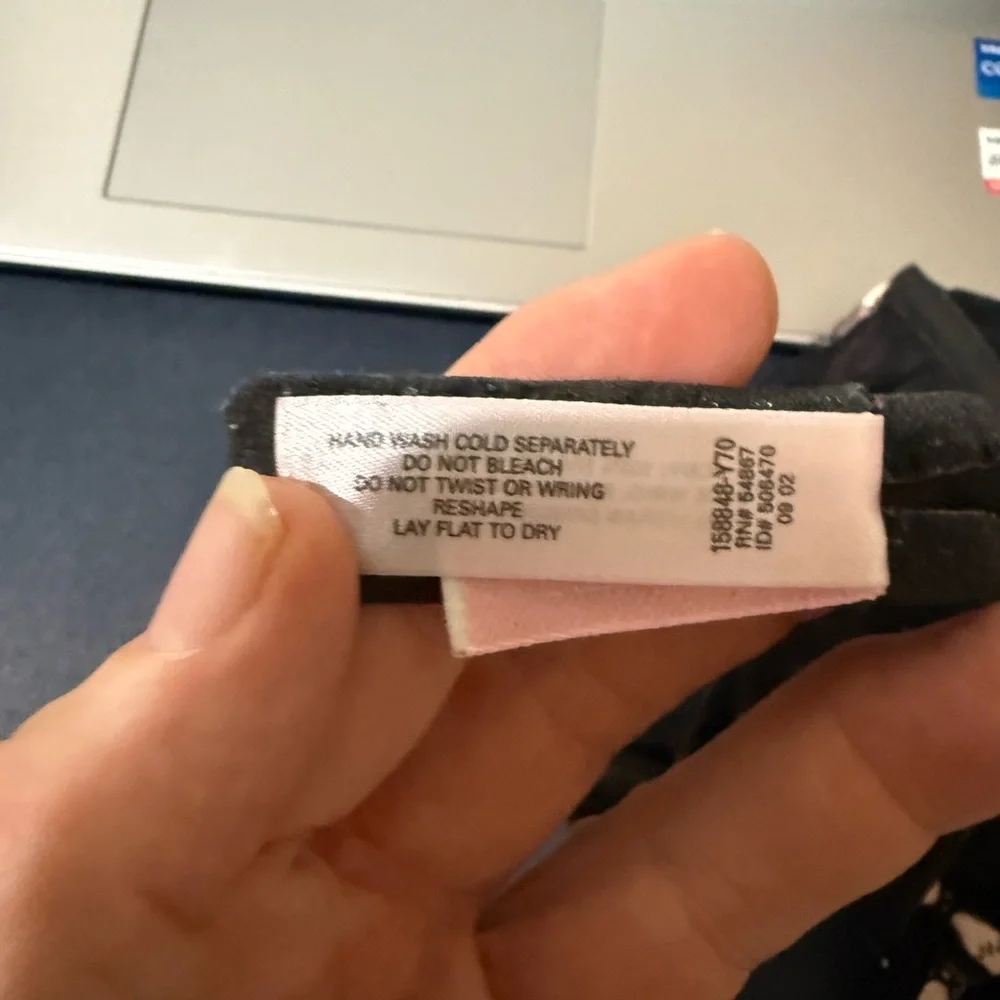 HAND WASH COLD SEPARATELY
DO NOT BLEACH
DO NOT TWIST OR WRING
RESHAPE
LAY FLAT TO DRY
158848-Y70
RN# 54867
ID# 506470
09 02